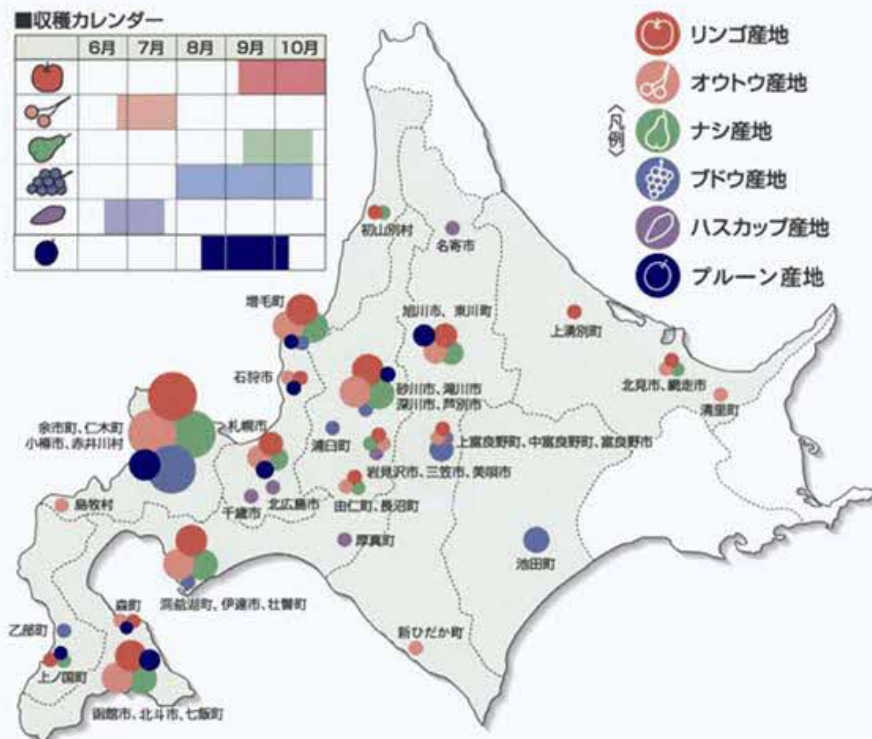 ■収穫カレンダー
6月 7月 8月 9月 10月
〈凡例〉
リンゴ産地
オウトウ産地
ナシ産地
ブドウ産地
ハスカップ産地
プルーン産地
初山別村
名寄市
増毛町
旭川市、東川町
上湧別町
石狩市
砂川市、滝川市
深川市、芦別市
北見市、網走市
清里町
余市町、仁木町
小樽市、赤井川村
札幌市
浦臼町
上富良野町、中富良野町、富良野市
岩見沢市、三笠市、美唄市
島牧村
千歳市
北広島市
由仁町、長沼町
厚真町
池田町
洞爺湖町、伊達市、壮瞥町
森町
乙部町
新ひだか町
上ノ国町
函館市、北斗市、七飯町